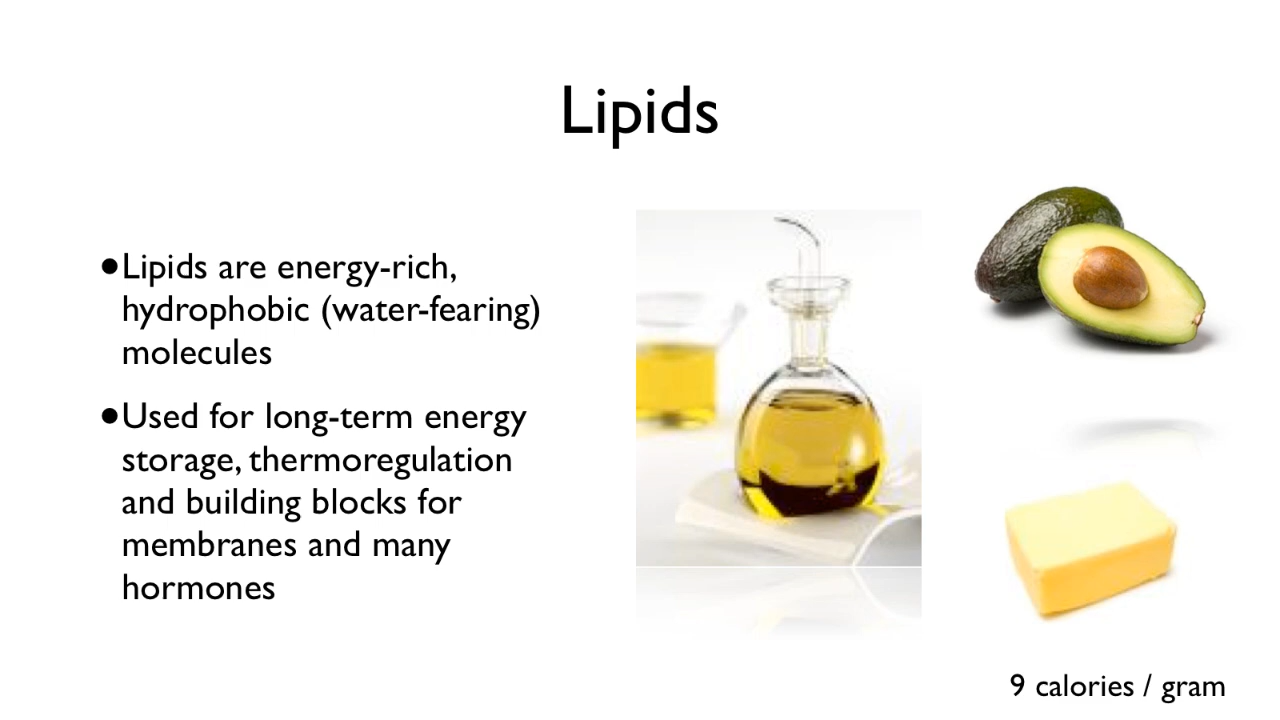 Lipids
•Lipids are energy-rich,
hydrophobic (water-fearing)
molecules
•Used for long-term energy
storage, thermoregulation
and building blocks for
membranes and many
hormones
9 calories / gram